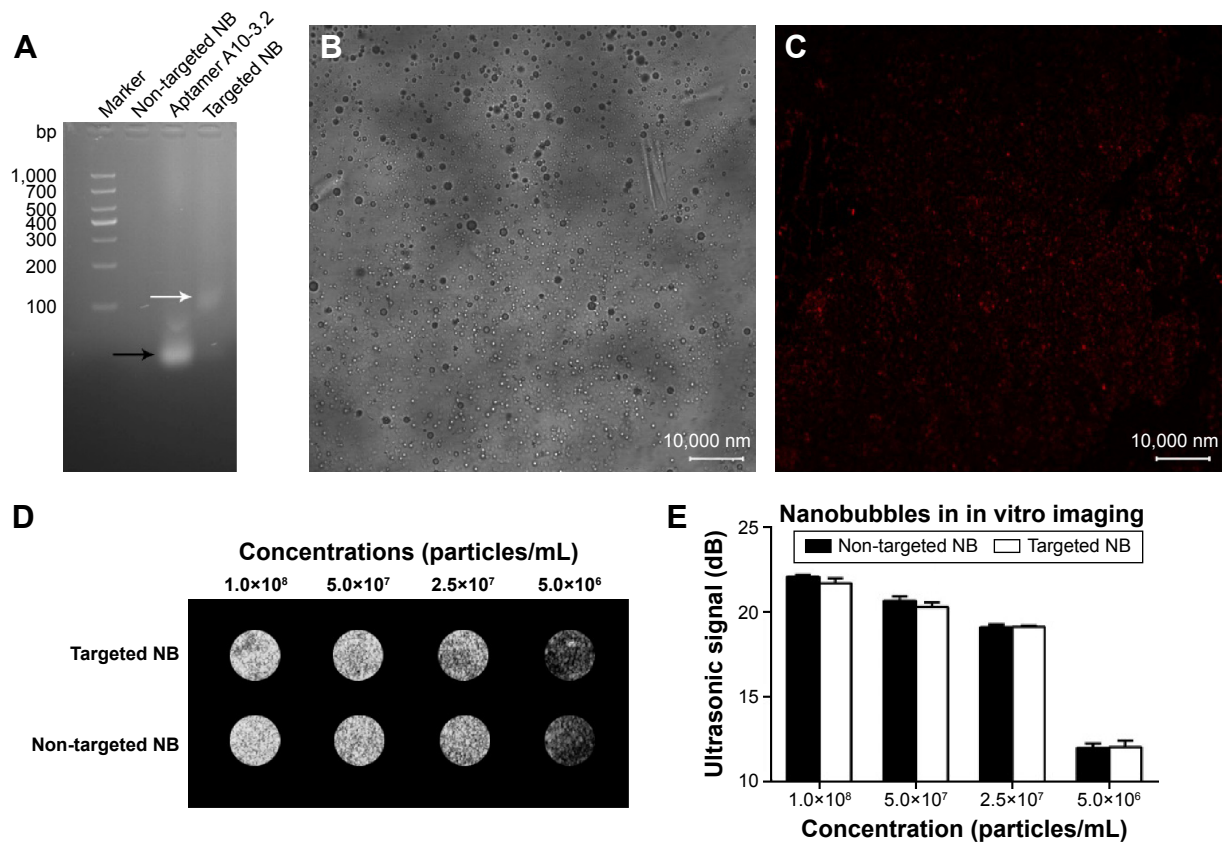 A
Marker
Non-targeted NB
Aptamer A10-3.2
Targeted NB
bp
1,000
700
500
400
300
200
100
B
10,000 nm
C
10,000 nm
D
Concentrations (particles/mL)
1.0×10⁸ 5.0×10⁷ 2.5×10⁷ 5.0×10⁶
Targeted NB
Non-targeted NB
E
Nanobubbles in in vitro imaging
Non-targeted NB Targeted NB
Ultrasonic signal (dB)
25
20
15
10
1.0×10⁸ 5.0×10⁷ 2.5×10⁷ 5.0×10⁶
Concentration (particles/mL)